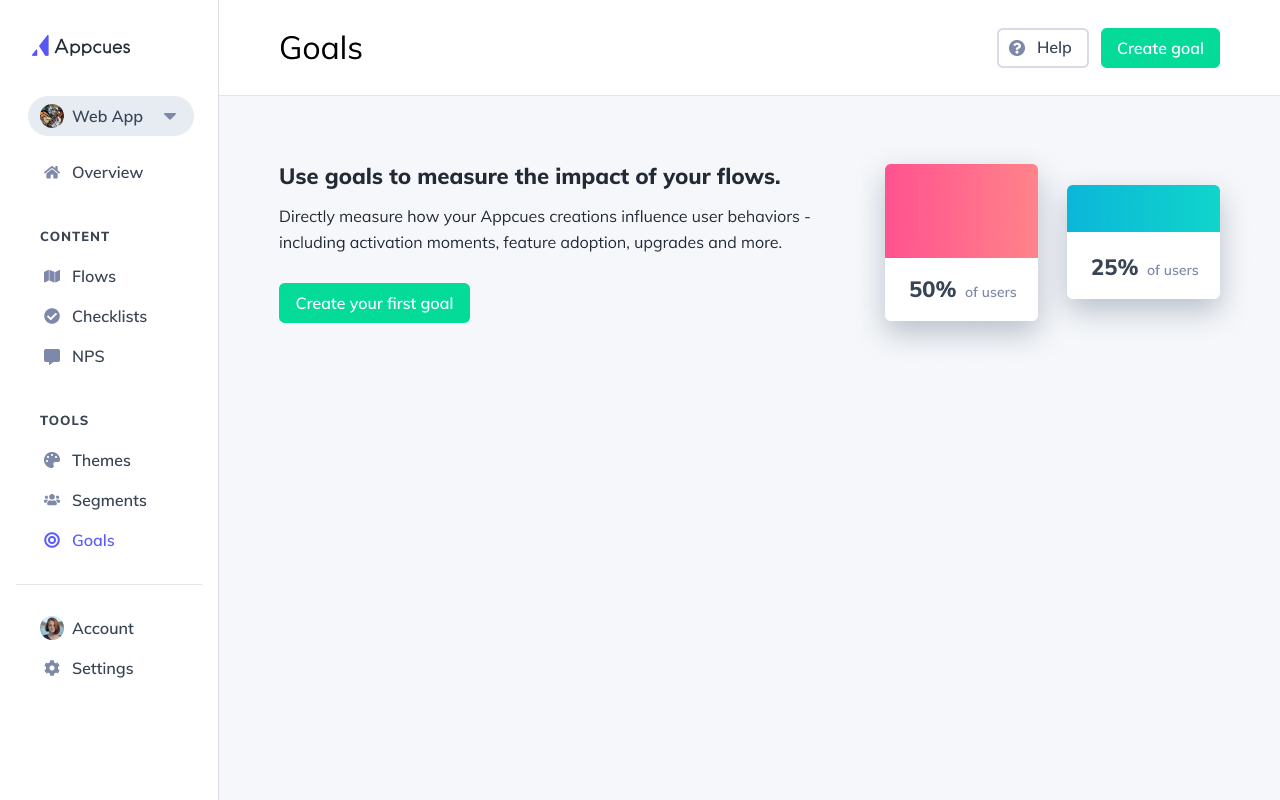 Appcues
Web App
Overview
CONTENT
Flows
Checklists
NPS
TOOLS
Themes
Segments
Goals
Account
Settings
Goals
Help
Create goal
Use goals to measure the impact of your flows.
Directly measure how your Appcues creations influence user behaviors -
including activation moments, feature adoption, upgrades and more.
Create your first goal
50% of users
25% of users